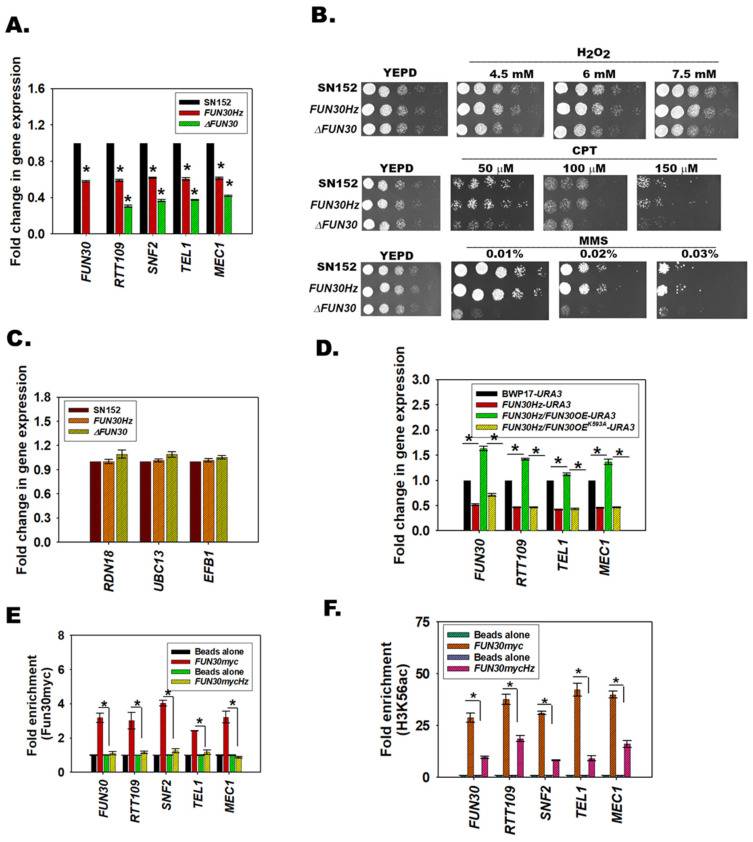 A.
Fold change in gene expression
1.6
1.2
0.8
0.4
0.0
SN152
FUN30Hz
ΔFUN30
* * * * * * * * *
FUN30 RTT109 SNF2 TEL1 MEC1
B.
H2O2
YEPD 4.5 mM 6 mM 7.5 mM
SN152
FUN30Hz
ΔFUN30
CPT
YEPD 50 μM 100 μM 150 μM
SN152
FUN30Hz
ΔFUN30
MMS
YEPD 0.01% 0.02% 0.03%
SN152
FUN30Hz
ΔFUN30
C.
Fold change in gene expression
1.8
1.5
1.2
0.9
0.6
0.3
0.0
SN152
FUN30Hz
ΔFUN30
RDN18 UBC13 EFB1
D.
Fold change in gene expression
3.0
2.5
2.0
1.5
1.0
0.5
0.0
BWP17-URA3
FUN30Hz-URA3
FUN30Hz/FUN30OE-URA3
FUN30Hz/FUN30OEK593A-URA3
* * * * * * * *
FUN30 RTT109 TEL1 MEC1
E
Fold enrichment
(Fun30myc)
8
6
4
2
0
Beads alone
FUN30myc
Beads alone
FUN30mycHz
* * * * *
FUN30 RTT109 SNF2 TEL1 MEC1
F.
Fold enrichment
(H3K56ac)
75
50
25
0
Beads alone
FUN30myc
Beads alone
FUN30mycHz
* * * * *
FUN30 RTT109 SNF2 TEL1 MEC1